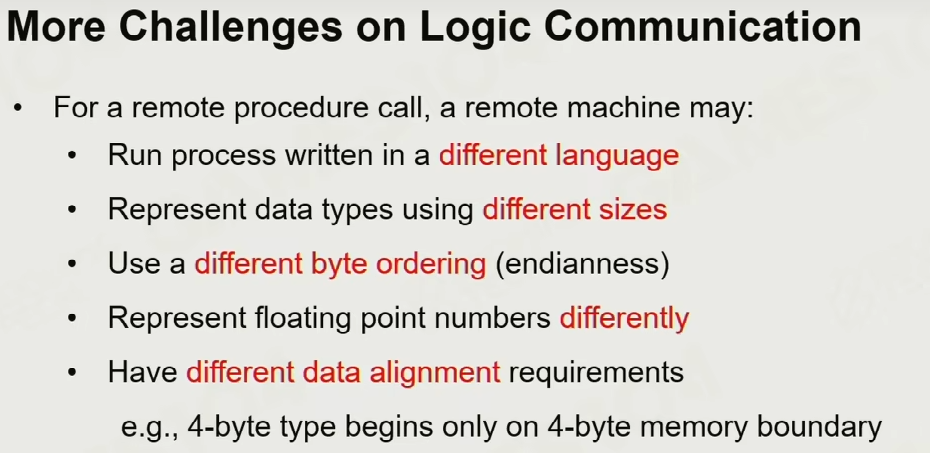 More Challenges on Logic Communication
• For a remote procedure call, a remote machine may:
• Run process written in a different language
• Represent data types using different sizes
• Use a different byte ordering (endianness)
• Represent floating point numbers differently
• Have different data alignment requirements
e.g., 4-byte type begins only on 4-byte memory boundary